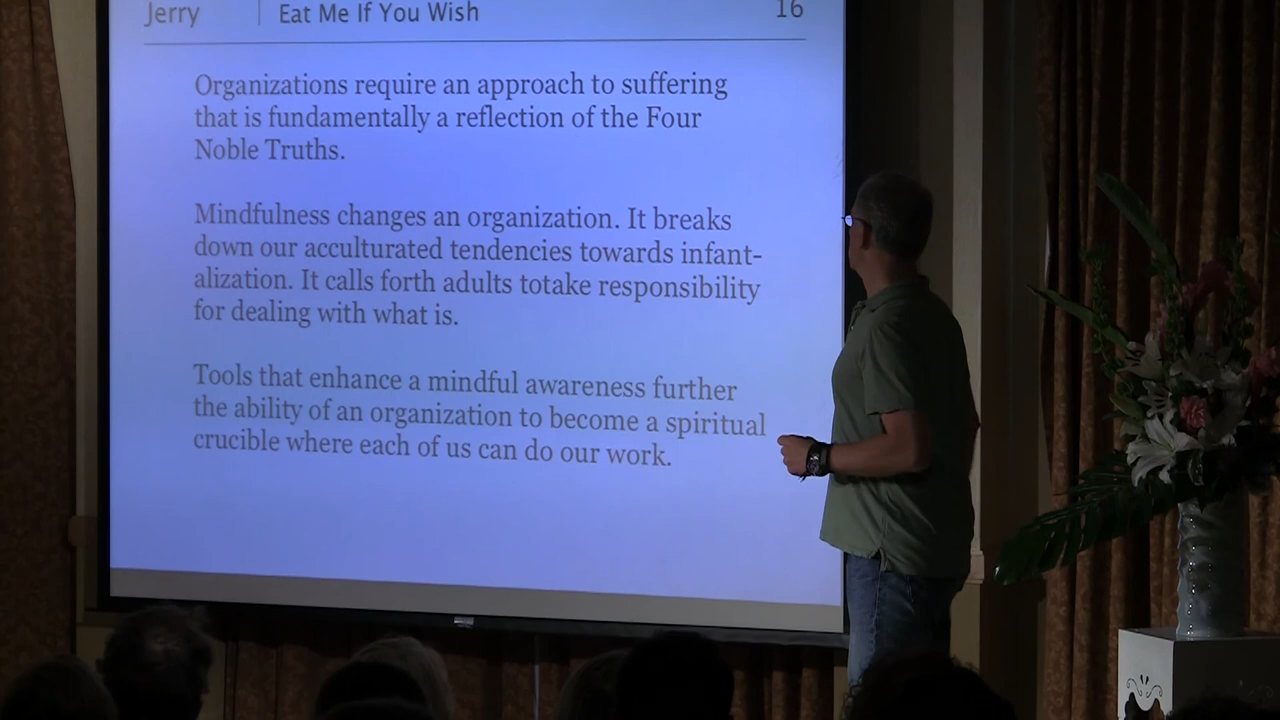 Jerry | Eat Me If You Wish 16
Organizations require an approach to suffering
that is fundamentally a reflection of the Four
Noble Truths.
Mindfulness changes an organization. It breaks
down our acculturated tendencies towards infant-
alization. It calls forth adults totake responsibility
for dealing with what is.
Tools that enhance a mindful awareness further
the ability of an organization to become a spiritual
crucible where each of us can do our work.